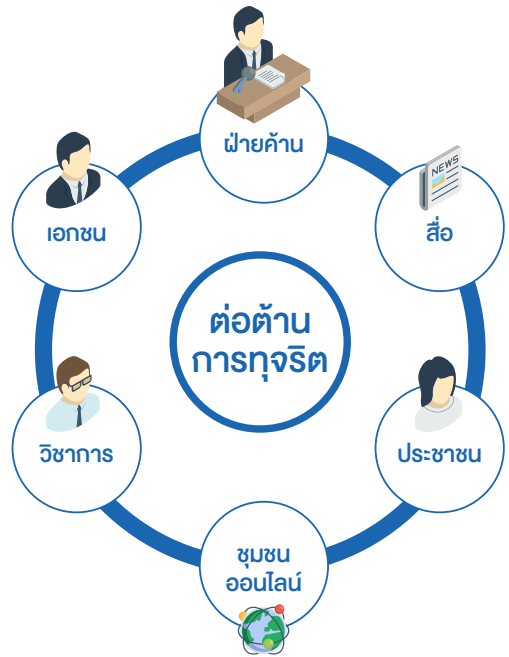 ฝ่ายค้าน
NEWS
สื่อ
เอกชน
ต่อต้าน
การทุจริต
วิชาการ
ประชาชน
ชุมชน
ออนไลน์